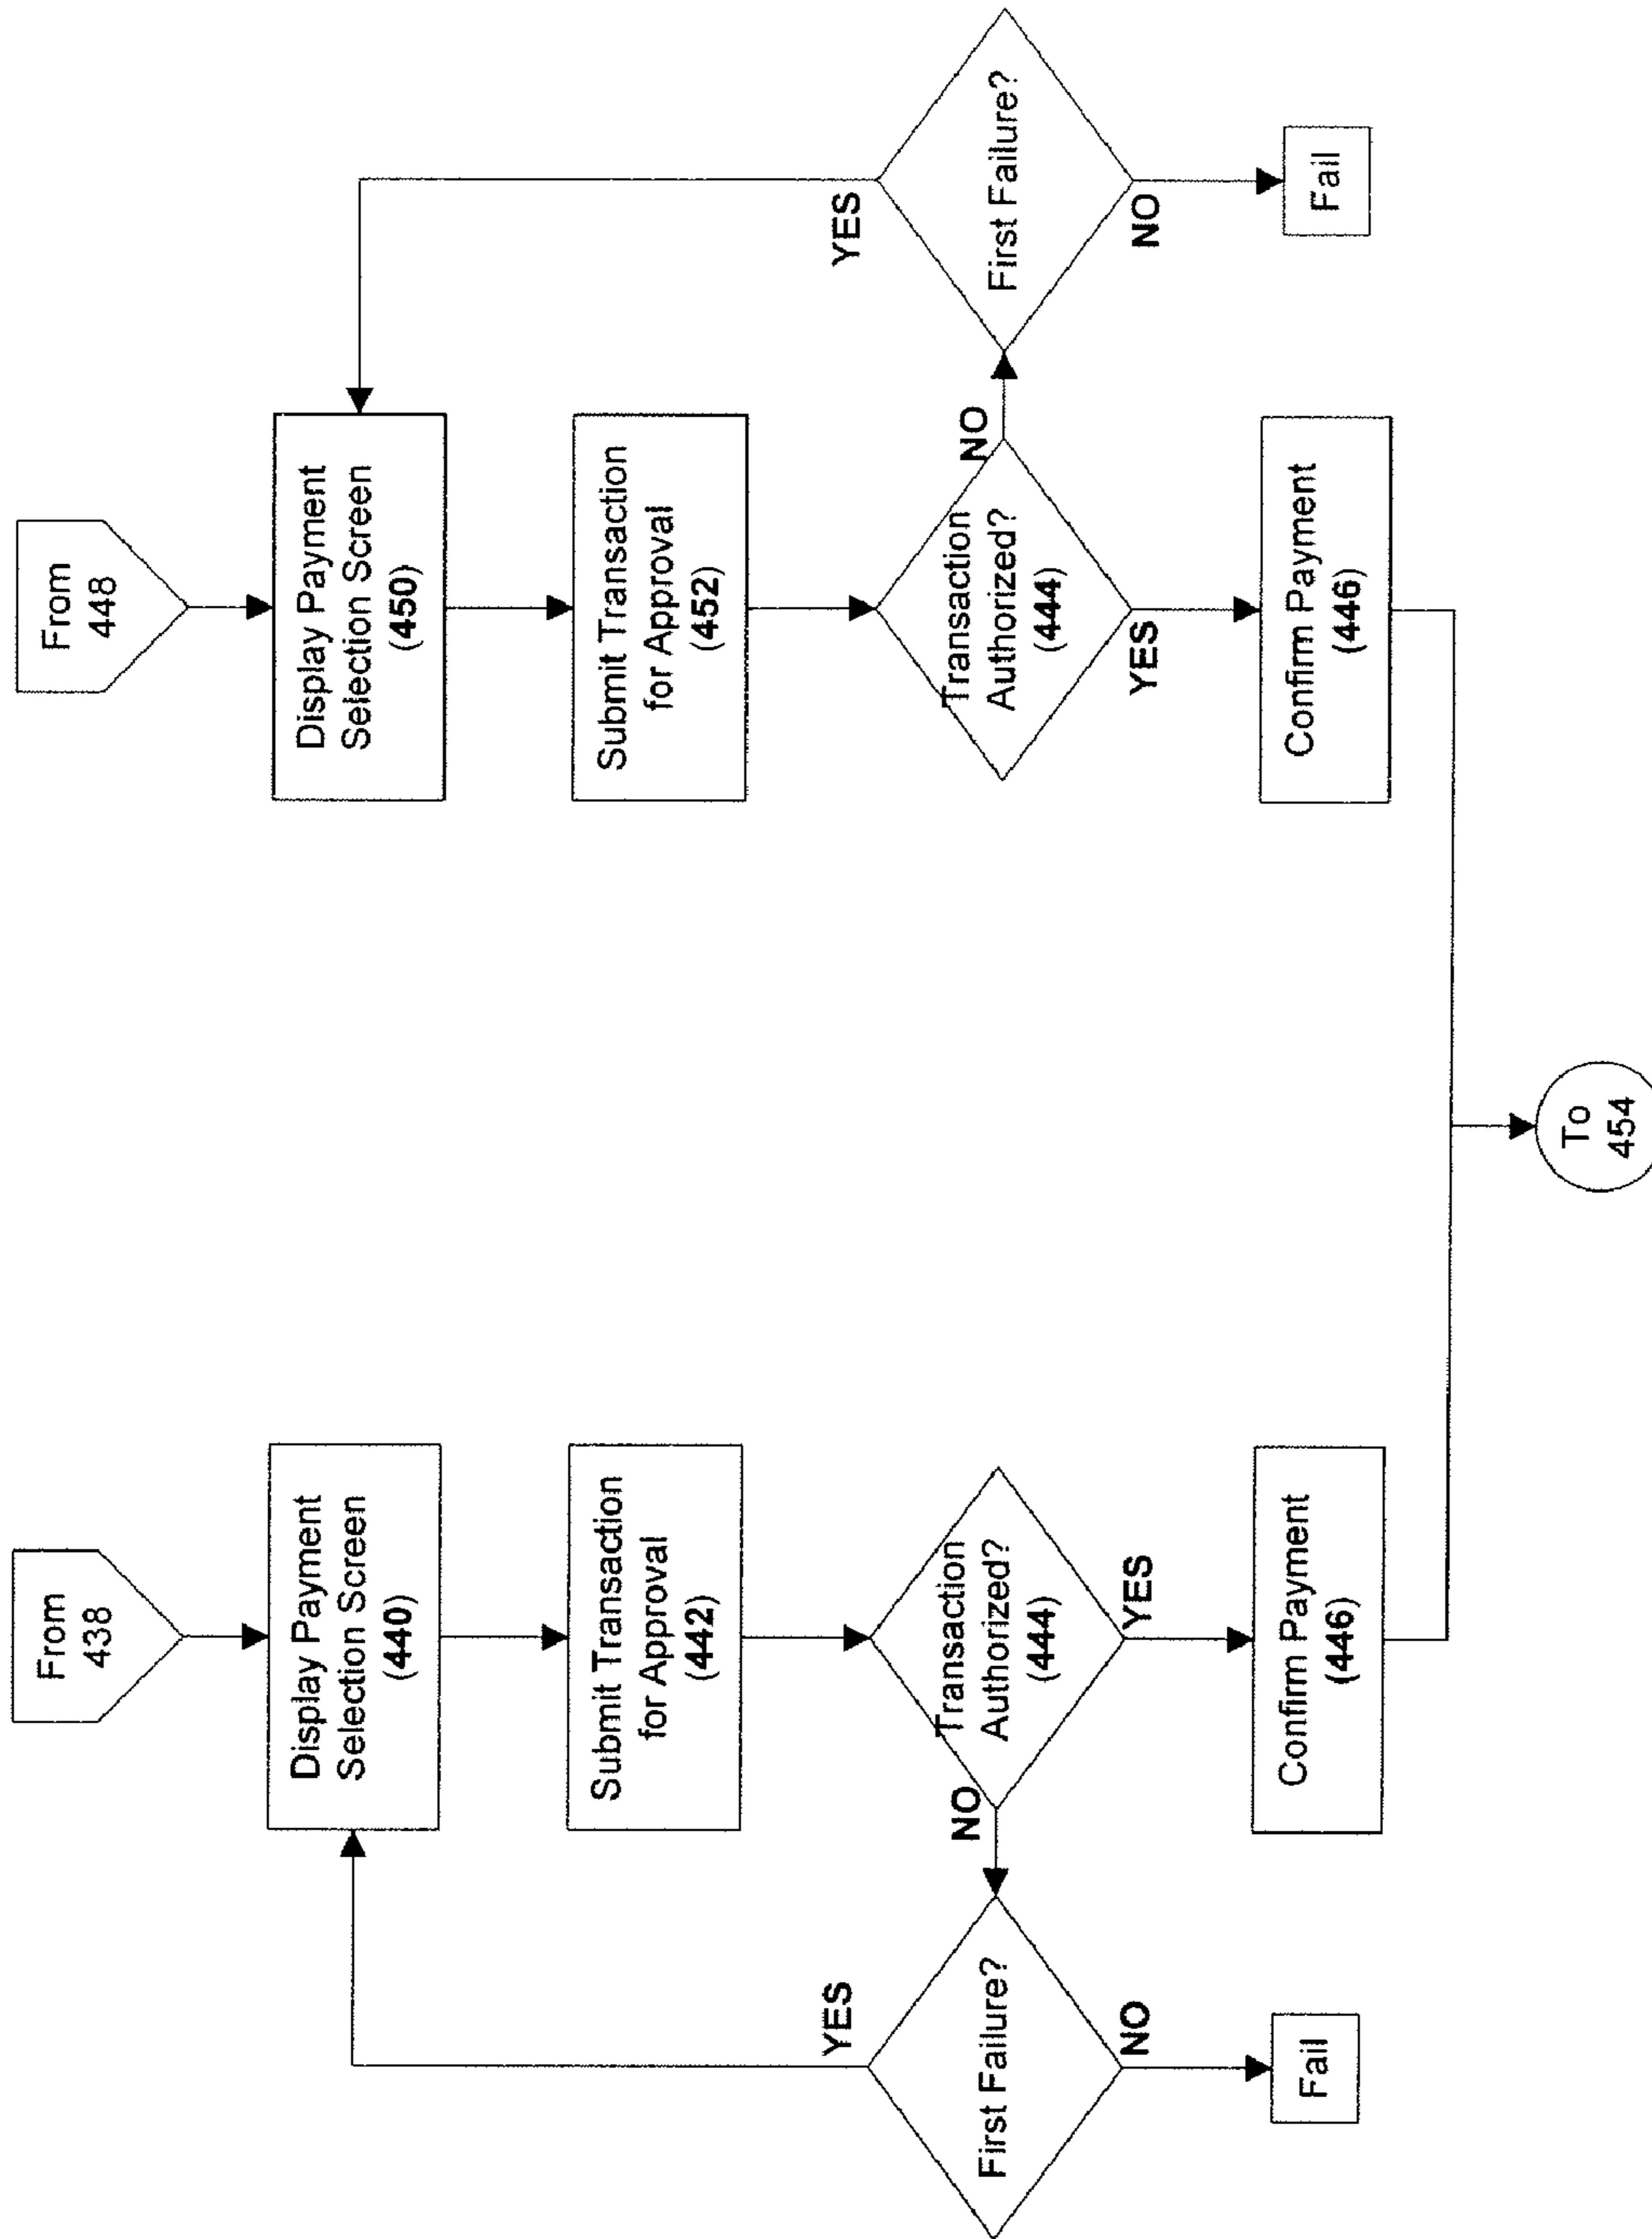 From
438
Display Payment
Selection Screen
(440)
Submit Transaction
for Approval
(442)
Transaction
Authorized?
(444)
NO
YES
First Failure?
YES
NO
Fail
Confirm Payment
(446)
From
448
Display Payment
Selection Screen
(450)
Submit Transaction
for Approval
(452)
Transaction
Authorized?
(444)
NO
YES
First Failure?
YES
NO
Fail
Confirm Payment
(446)
To
454